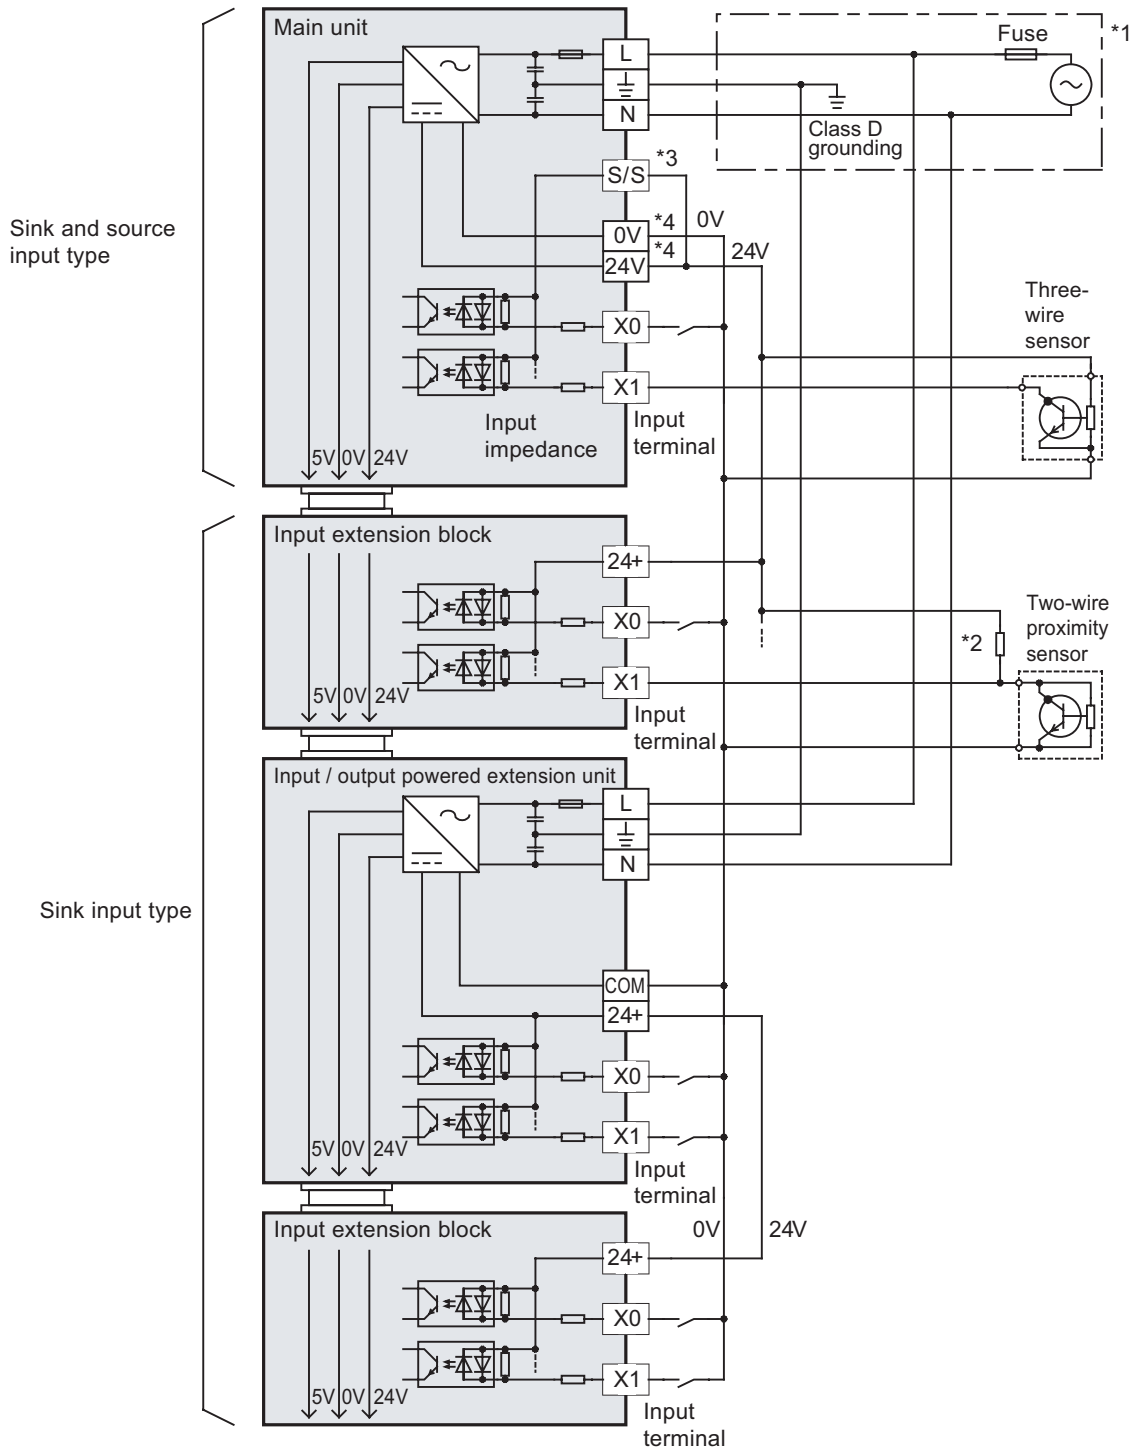 Main unit
L
Fuse
*1
N
Class D
grounding
S/S
*3
Sink and source
input type
0V
*4
0V
24V
*4
24V
X0
Three-
wire
sensor
X1
Input
impedance
Input
terminal
5V 0V 24V
Input extension block
24+
X0
Two-wire
proximity
sensor
*2
X1
5V 0V 24V
Input
terminal
Input / output powered extension unit
L
N
Sink input type
COM
24+
X0
X1
5V 0V 24V
Input
terminal
Input extension block
0V
24V
24+
X0
X1
5V 0V 24V
Input
terminal